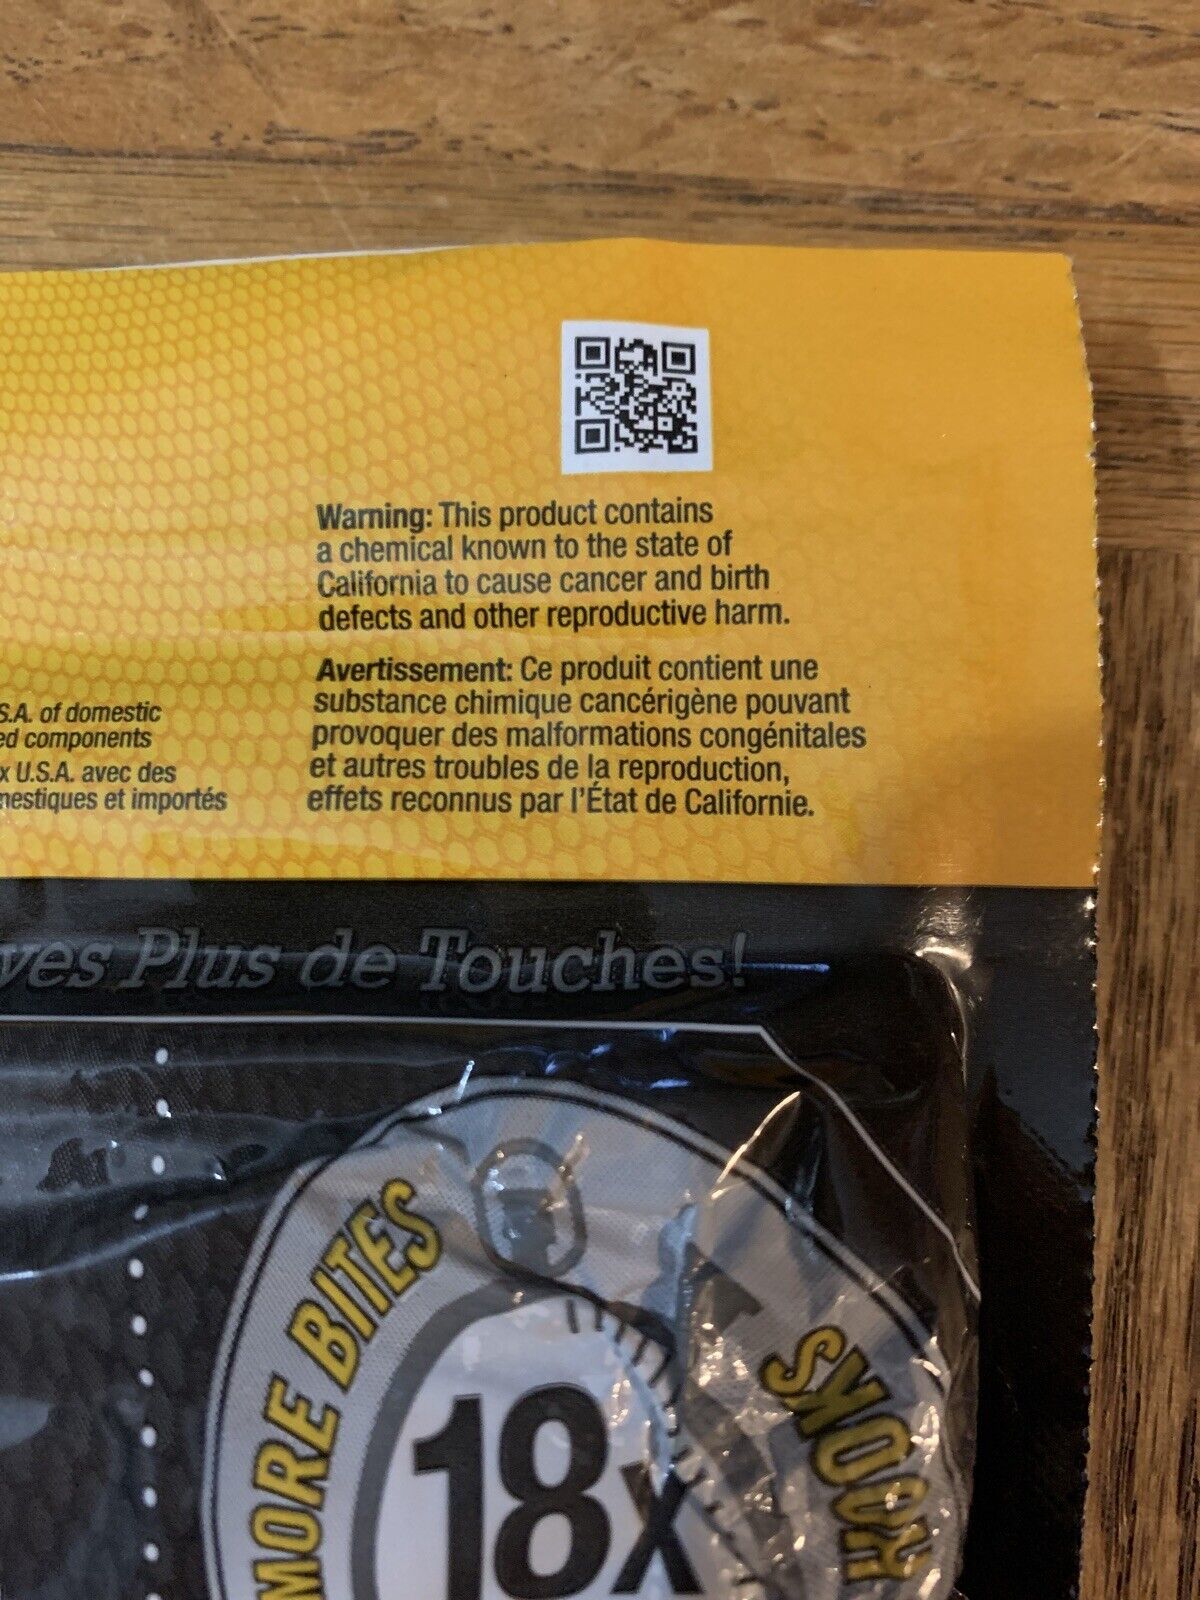 Warning: This product contains
a chemical known to the state of
California to cause cancer and birth
defects and other reproductive harm.
Avertissement: Ce produit contient une
substance chimique cancérigène pouvant
provoquer des malformations congénitales
et autres troubles de la reproduction,
effets reconnus par l'État de Californie.
S.A. of domestic
ed components
x U.S.A. avec des
nestiques et importés
yes Plus de Touches!
MORE BITES
18x
HOOKS